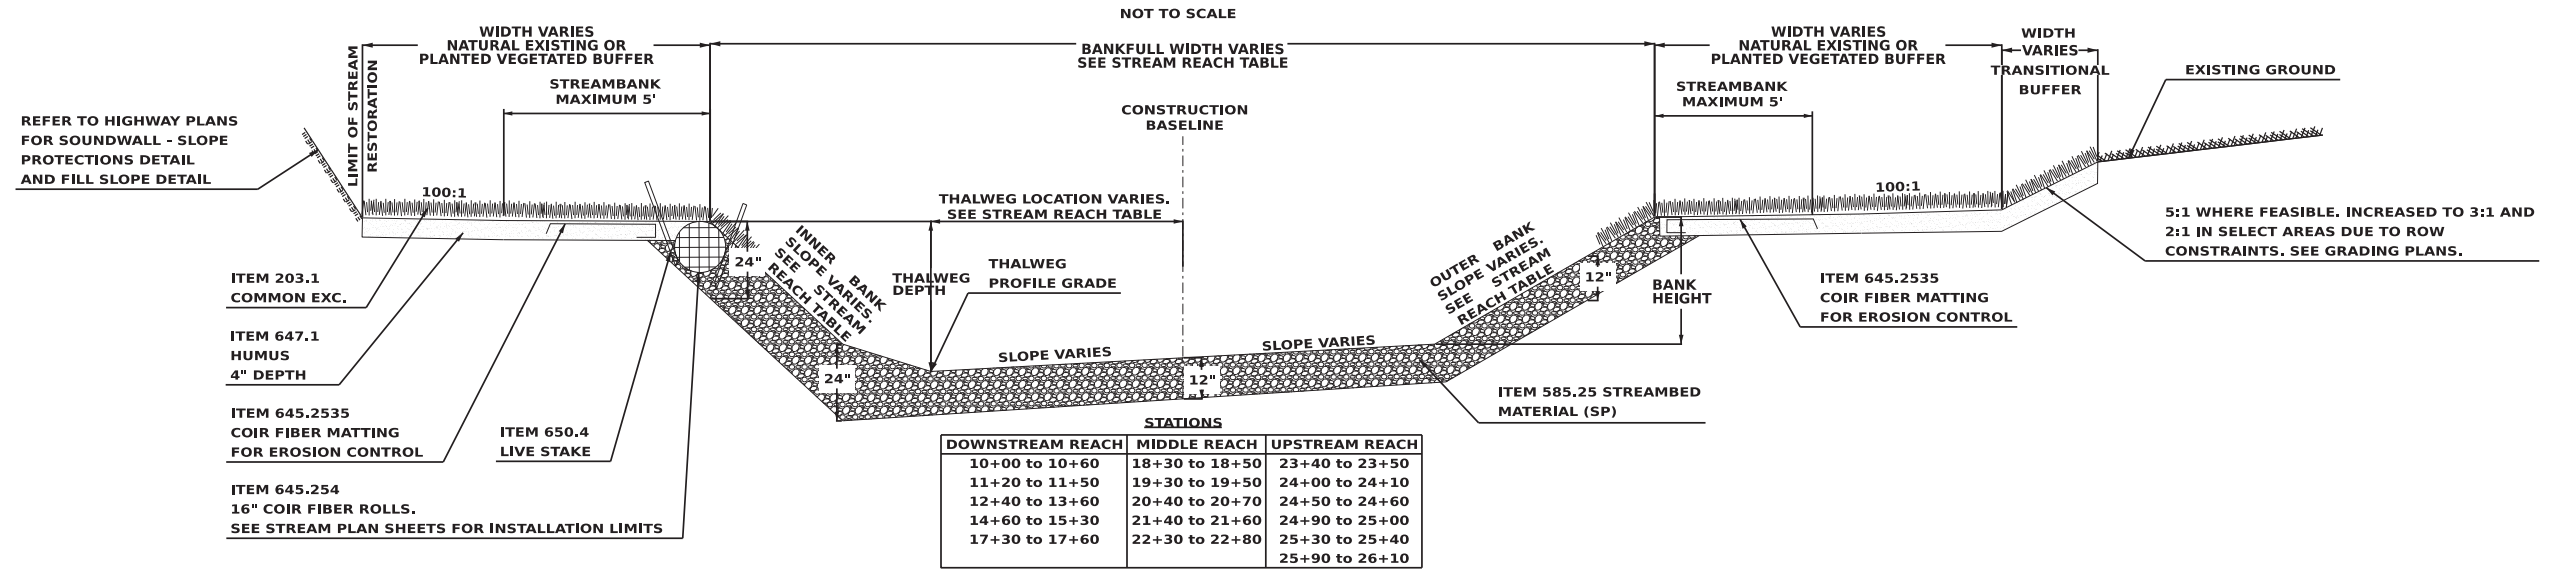 NOT TO SCALE
WIDTH VARIES
NATURAL EXISTING OR
PLANTED VEGETATED BUFFER
BANKFULL WIDTH VARIES
SEE STREAM REACH TABLE
WIDTH VARIES
NATURAL EXISTING OR
PLANTED VEGETATED BUFFER
WIDTH
VARIES
TRANSITIONAL
BUFFER
EXISTING GROUND
LIMIT OF STREAM
RESTORATION
STREAMBANK
MAXIMUM 5'
CONSTRUCTION
BASELINE
STREAMBANK
MAXIMUM 5'
REFER TO HIGHWAY PLANS
FOR SOUNDWALL - SLOPE
PROTECTIONS DETAIL
AND FILL SLOPE DETAIL
100:1
THALWEG LOCATION VARIES.
SEE STREAM REACH TABLE
100:1
5:1 WHERE FEASIBLE. INCREASED TO 3:1 AND
2:1 IN SELECT AREAS DUE TO ROW
CONSTRAINTS. SEE GRADING PLANS.
INNER BANK
SLOPE VARIES.
SEE STREAM
REACH TABLE
24"
THALWEG
DEPTH
THALWEG
PROFILE GRADE
OUTER BANK
SLOPE VARIES.
SEE STREAM
REACH TABLE
12"
BANK
HEIGHT
ITEM 645.2535
COIR FIBER MATTING
FOR EROSION CONTROL
ITEM 203.1
COMMON EXC.
ITEM 647.1
HUMUS
4" DEPTH
SLOPE VARIES
SLOPE VARIES
24"
12"
ITEM 585.25 STREAMBED
MATERIAL (SP)
ITEM 645.2535
COIR FIBER MATTING
FOR EROSION CONTROL
ITEM 650.4
LIVE STAKE
ITEM 645.254
16" COIR FIBER ROLLS.
SEE STREAM PLAN SHEETS FOR INSTALLATION LIMITS
STATIONS
DOWNSTREAM REACH MIDDLE REACH UPSTREAM REACH
10+00 to 10+60 18+30 to 18+50 23+40 to 23+50
11+20 to 11+50 19+30 to 19+50 24+00 to 24+10
12+40 to 13+60 20+40 to 20+70 24+50 to 24+60
14+60 to 15+30 21+40 to 21+60 24+90 to 25+00
17+30 to 17+60 22+30 to 22+80 25+30 to 25+40
25+90 to 26+10